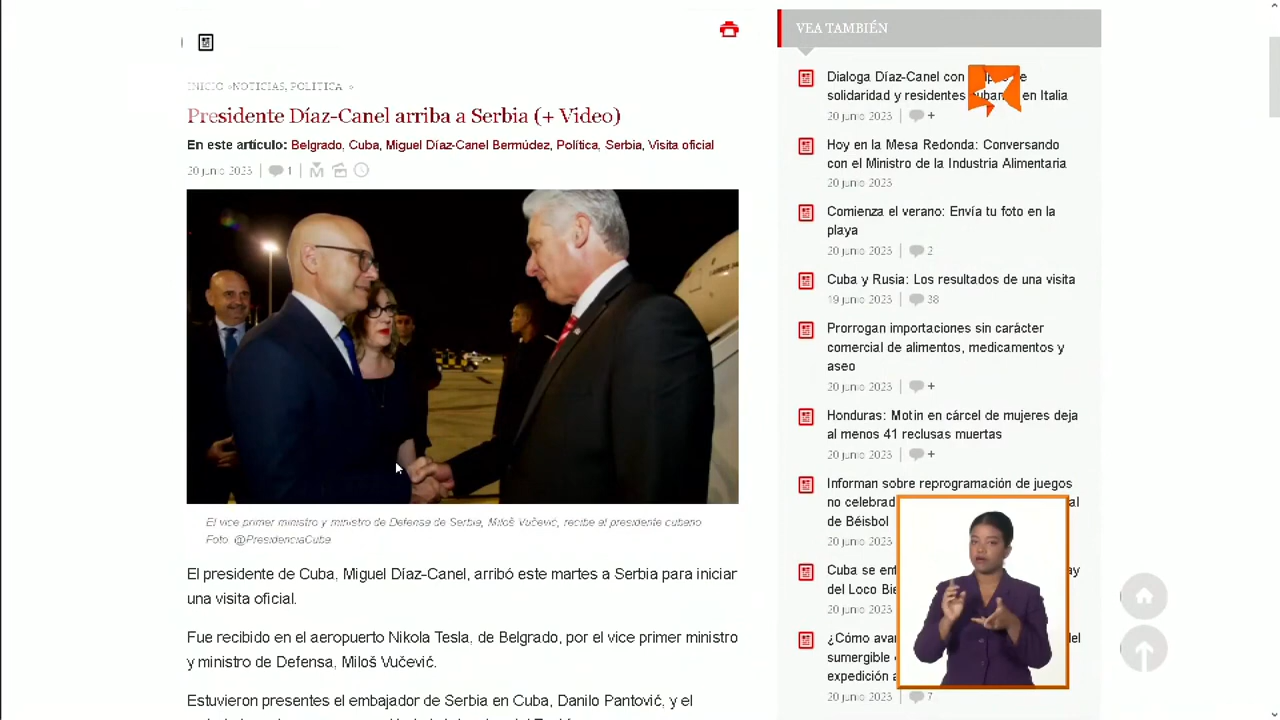 INICIO »NOTICIAS, POLÍTICA »
Presidente Díaz-Canel arriba a Serbia (+ Video)
En este artículo: Belgrado, Cuba, Miguel Díaz-Canel Bermúdez, Política, Serbia, Visita oficial
20 junio 2023 | 1 |
El vice primer ministro y ministro de Defensa de Serbia, Miloš Vučević, recibe al presidente cubano
Foto: @PresidenciaCuba
El presidente de Cuba, Miguel Díaz-Canel, arribó este martes a Serbia para iniciar
una visita oficial.
Fue recibido en el aeropuerto Nikola Tesla, de Belgrado, por el vice primer ministro
y ministro de Defensa, Miloš Vučević.
Estuvieron presentes el embajador de Serbia en Cuba, Danilo Pantović, y el
VEA TAMBIÉN
Dialoga Díaz-Canel con
solidaridad y residentes en Italia
20 junio 2023 | +
Hoy en la Mesa Redonda: Conversando
con el Ministro de la Industria Alimentaria
20 junio 2023
Comienza el verano: Envía tu foto en la
playa
20 junio 2023 | 2
Cuba y Rusia: Los resultados de una visita
19 junio 2023 | 38
Prorrogan importaciones sin carácter
comercial de alimentos, medicamentos y
aseo
20 junio 2023 | +
Honduras: Motin en cárcel de mujeres deja
al menos 41 reclusas muertas
20 junio 2023 | +
Informan sobre reprogramación de juegos
no celebrad al
de Béisbol
20 junio 2023
Cuba se ay
del Loco
20 junio 2023
¿Cómo del
sumergible
expedición
20 junio 2023 | 7